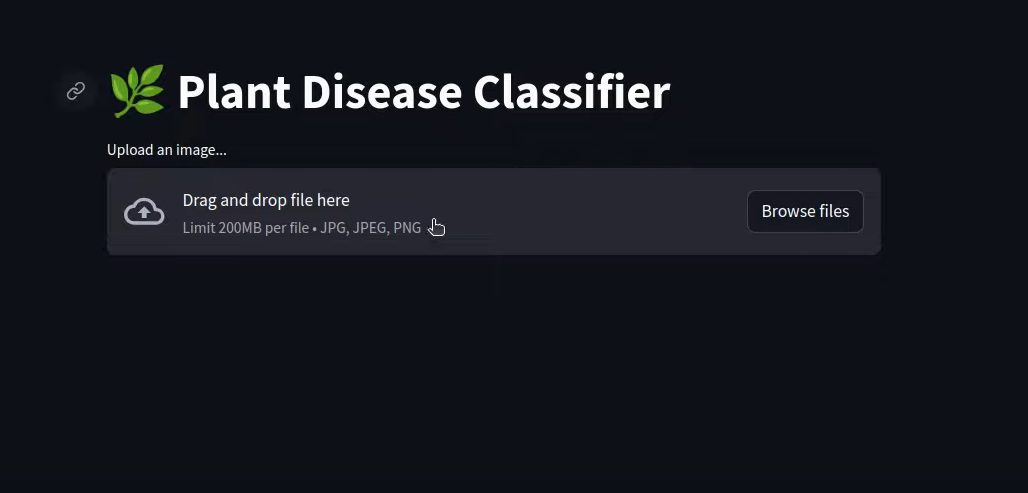 Plant Disease Classifier
Upload an image...
Drag and drop file here
Limit 200MB per file • JPG, JPEG, PNG
Browse files